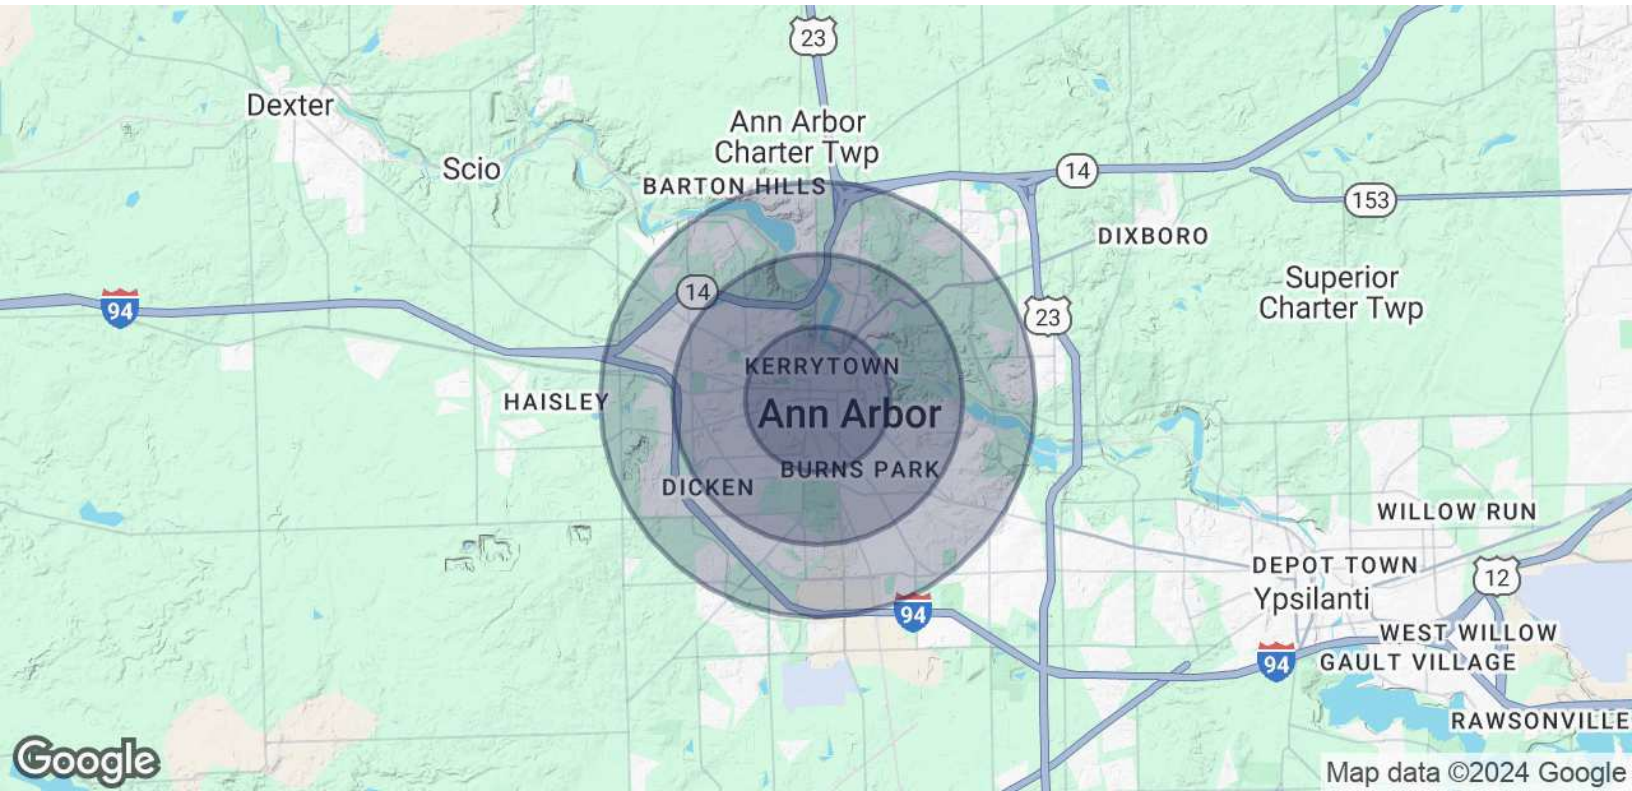 23
Dexter
Ann Arbor
Charter Twp
Scio
14
BARTON HILLS
153
DIXBORO
Superior
Charter Twp
14
94
23
KERRYTOWN
HAISLEY
Ann Arbor
BURNS PARK
DICKEN
WILLOW RUN
DEPOT TOWN
12
Ypsilanti
94
WEST WILLOW
94
GAULT VILLAGE
RAWSONVILLE
Google
Map data ©2024 Google